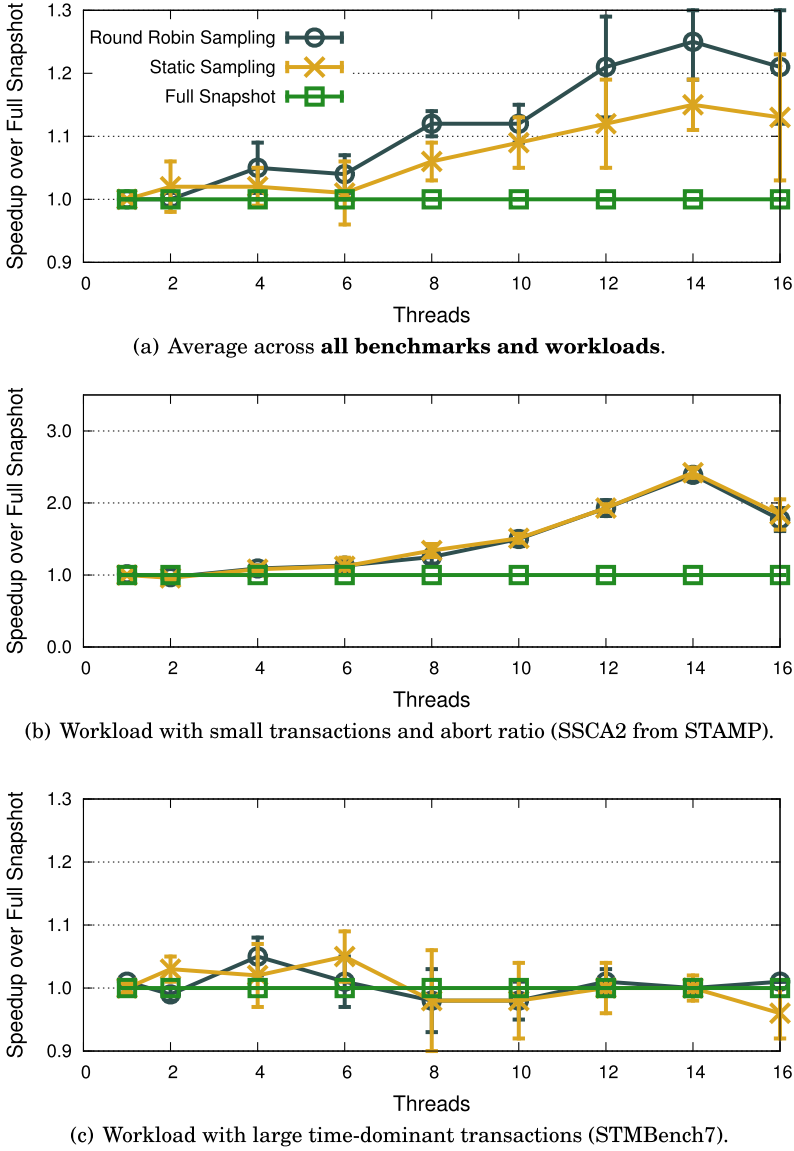 Speedup over Full Snapshot
1.3
1.2
1.1
1.0
0.9
Round Robin Sampling
Static Sampling
Full Snapshot
0 2 4 6 8 10 12 14 16
Threads
(a) Average across all benchmarks and workloads.
Speedup over Full Snapshot
3.0
2.0
1.0
0.0
0 2 4 6 8 10 12 14 16
Threads
(b) Workload with small transactions and abort ratio (SSCA2 from STAMP).
Speedup over Full Snapshot
1.3
1.2
1.1
1.0
0.9
0 2 4 6 8 10 12 14 16
Threads
(c) Workload with large time-dominant transactions (STMBench7).